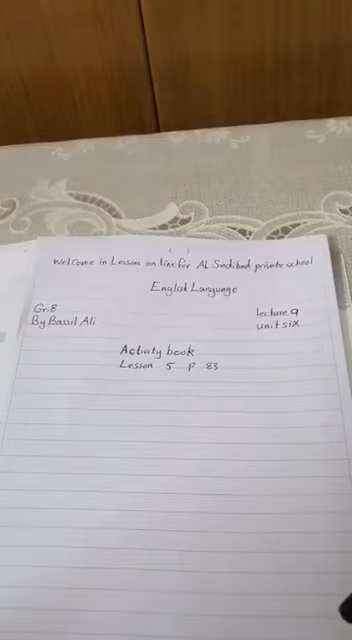 ( )
Welcome in Lessons on line for AL Sindibad private school
English Language
Gr.8
lecture 9
By Bassil Ali
unit six
Activity book
Lesson 5 P 83